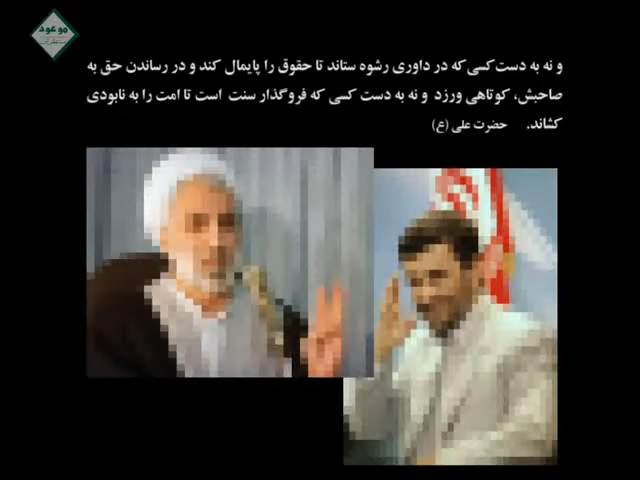 موعود
و نه به دست کسی که در داوری رشوه ستاند تا حقوق را پایمال کند و در رساندن حق به
صاحبش، کوتاهی ورزد و نه به دست کسی که فروگذار سنت است تا امت را به نابودی
کشاند. حضرت علی (ع)